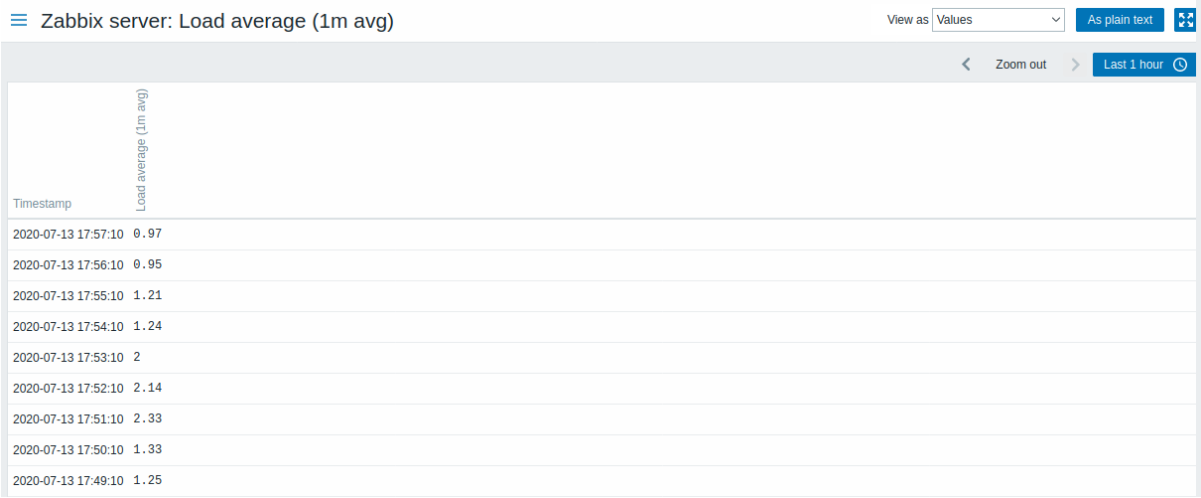 Zabbix server: Load average (1m avg)
View as Values As plain text
Zoom out Last 1 hour
Timestamp Load average (1m avg)
2020-07-13 17:57:10 0.97
2020-07-13 17:56:10 0.95
2020-07-13 17:55:10 1.21
2020-07-13 17:54:10 1.24
2020-07-13 17:53:10 2
2020-07-13 17:52:10 2.14
2020-07-13 17:51:10 2.33
2020-07-13 17:50:10 1.33
2020-07-13 17:49:10 1.25